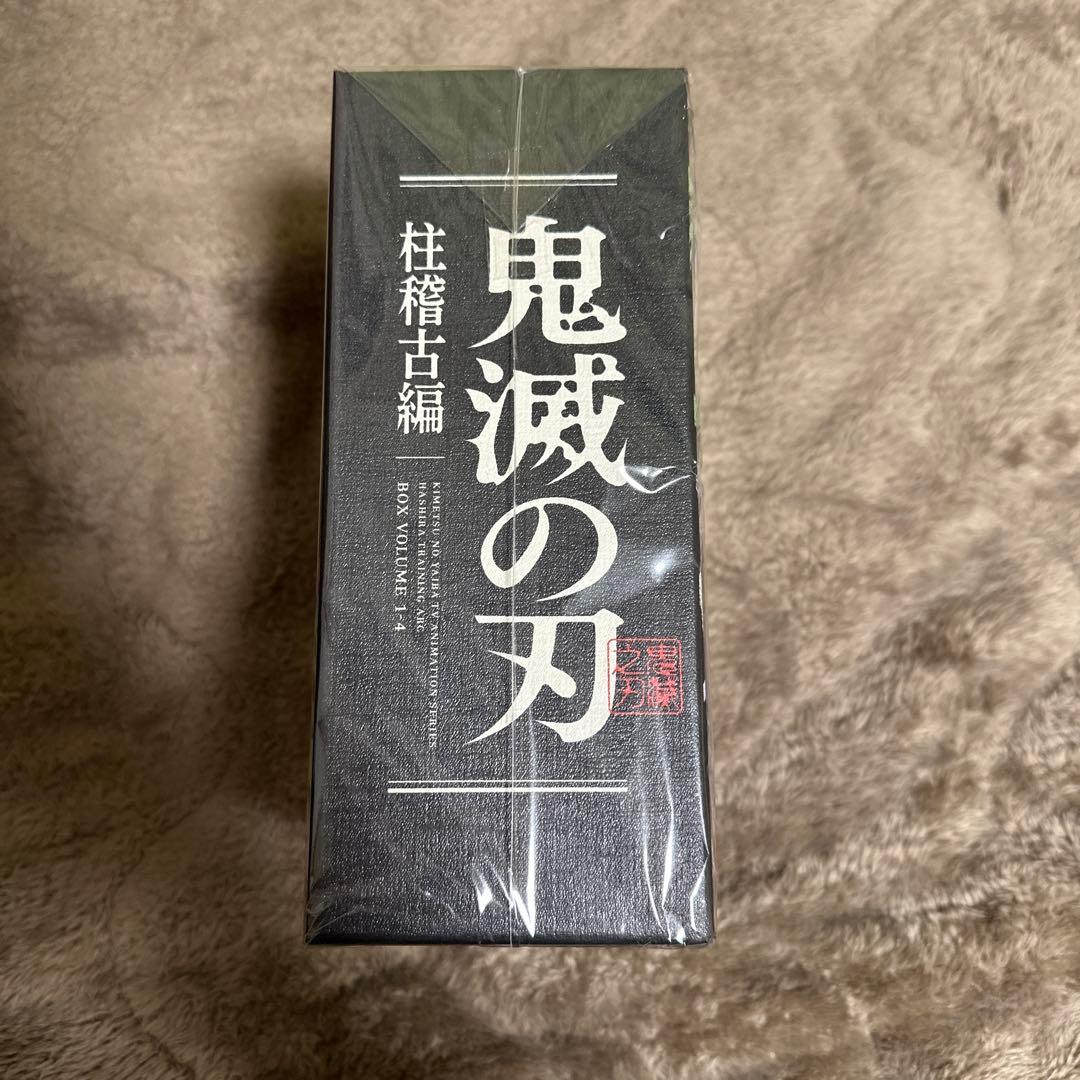 鬼滅の刃
柱稽古編
KIMETSU NO YAIBA TV ANIMATION SERIES
HASHIRA TRAINING ARC
BOX VOLUME 1-4